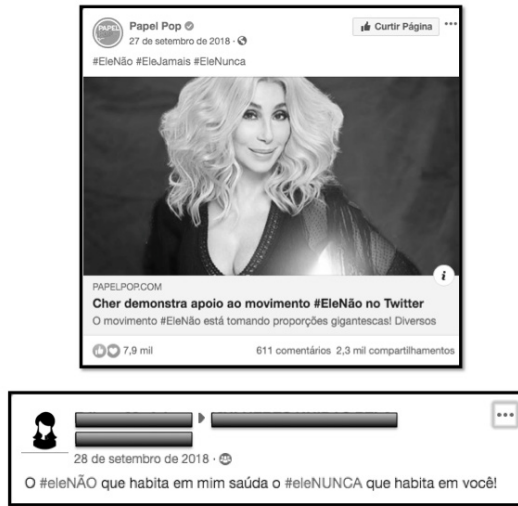 PAPEL
Papel Pop
27 de setembro de 2018 ·
Curtir Página
#EleNão #EleJamais #EleNunca
PAPELPOP.COM
Cher demonstra apoio ao movimento #EleNão no Twitter
O movimento #EleNão está tomando proporções gigantescas! Diversos
7,9 mil
611 comentários 2,3 mil compartilhamentos
28 de setembro de 2018 ·
O #eleNÃO que habita em mim saúda o #eleNUNCA que habita em você!